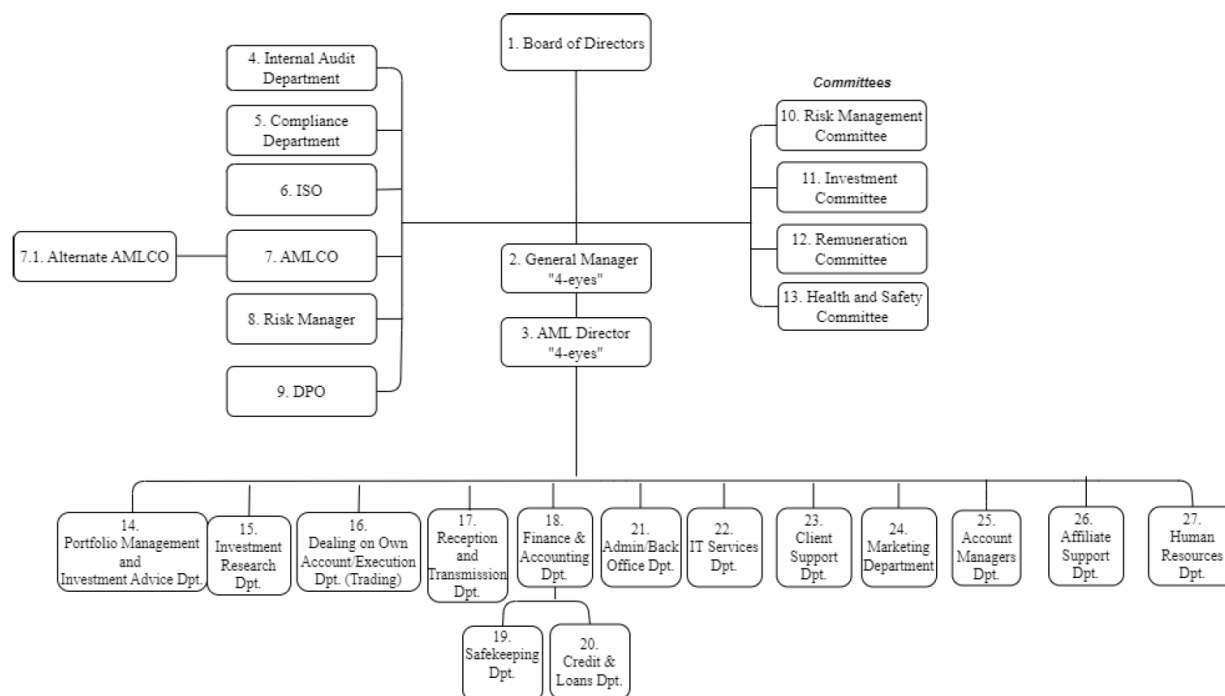 1. Board of Directors
4. Internal Audit
Department
5. Compliance
Department
6. ISO
7.1. Alternate AMLCO
7. AMLCO
8. Risk Manager
9. DPO
Committees
10. Risk Management
Committee
11. Investment
Committee
12. Remuneration
Committee
13. Health and Safety
Committee
2. General Manager
"4-eyes"
3. AML Director
"4-eyes"
14.
Portfolio Management
and
Investment Advice Dpt.
15.
Investment
Research
Dpt.
16.
Dealing on Own
Account/Execution
Dpt. (Trading)
17.
Reception
and
Transmission
Dpt.
18.
Finance &
Accounting
Dpt.
19.
Safekeeping
Dpt.
20.
Credit &
Loans Dpt.
21.
Admin/Back
Office Dpt.
22.
IT Services
Dpt.
23.
Client
Support
Dpt.
24.
Marketing
Department
25.
Account
Managers
Dpt.
26.
Affiliate
Support
Dpt.
27.
Human
Resources
Dpt.